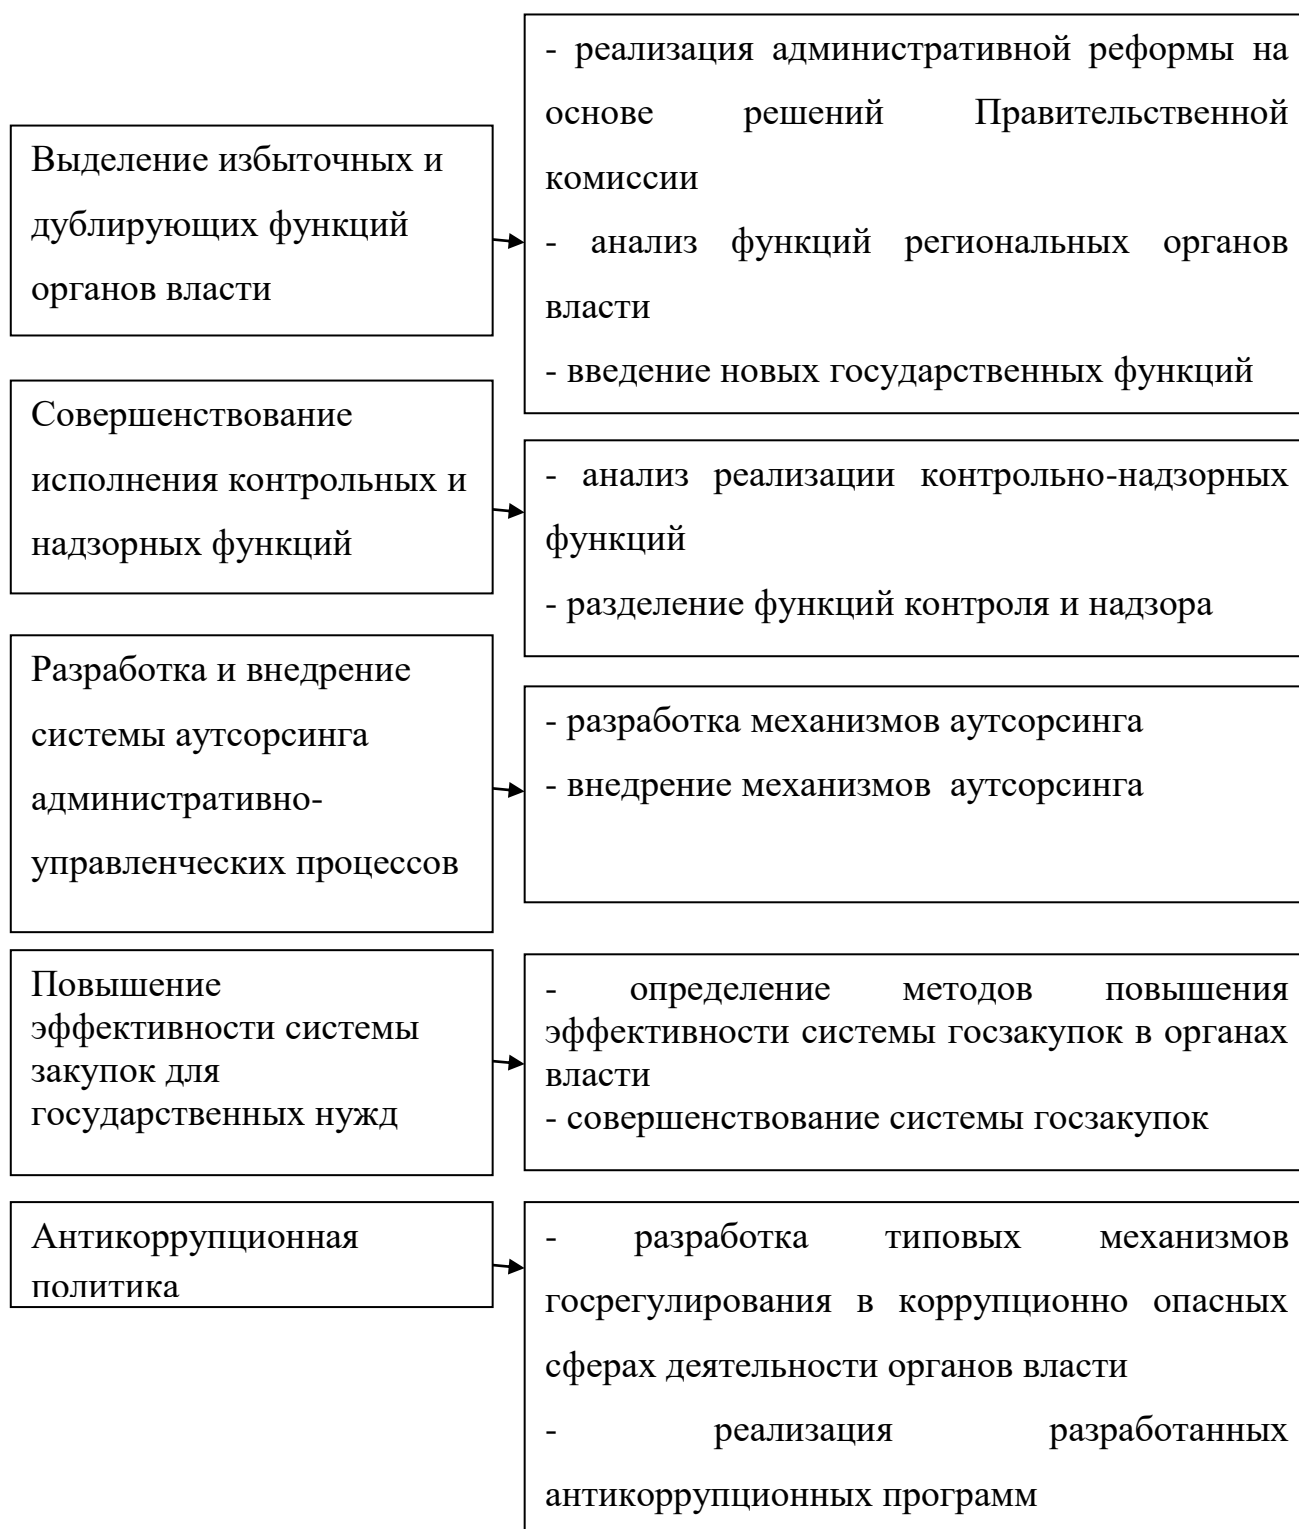 Выделение избыточных и
дублирующих функций
органов власти
- реализация административной реформы на
основе решений Правительственной
комиссии
- анализ функций региональных органов
власти
- введение новых государственных функций
Совершенствование
исполнения контрольных и
надзорных функций
- анализ реализации контрольно-надзорных
функций
- разделение функций контроля и надзора
Разработка и внедрение
системы аутсорсинга
административно-
управленческих процессов
- разработка механизмов аутсорсинга
- внедрение механизмов аутсорсинга
Повышение
эффективности системы
закупок для
государственных нужд
- определение методов повышения
эффективности системы госзакупок в органах
власти
- совершенствование системы госзакупок
Антикоррупционная
политика
- разработка типовых механизмов
госрегулирования в коррупционно опасных
сферах деятельности органов власти
- реализация разработанных
антикоррупционных программ